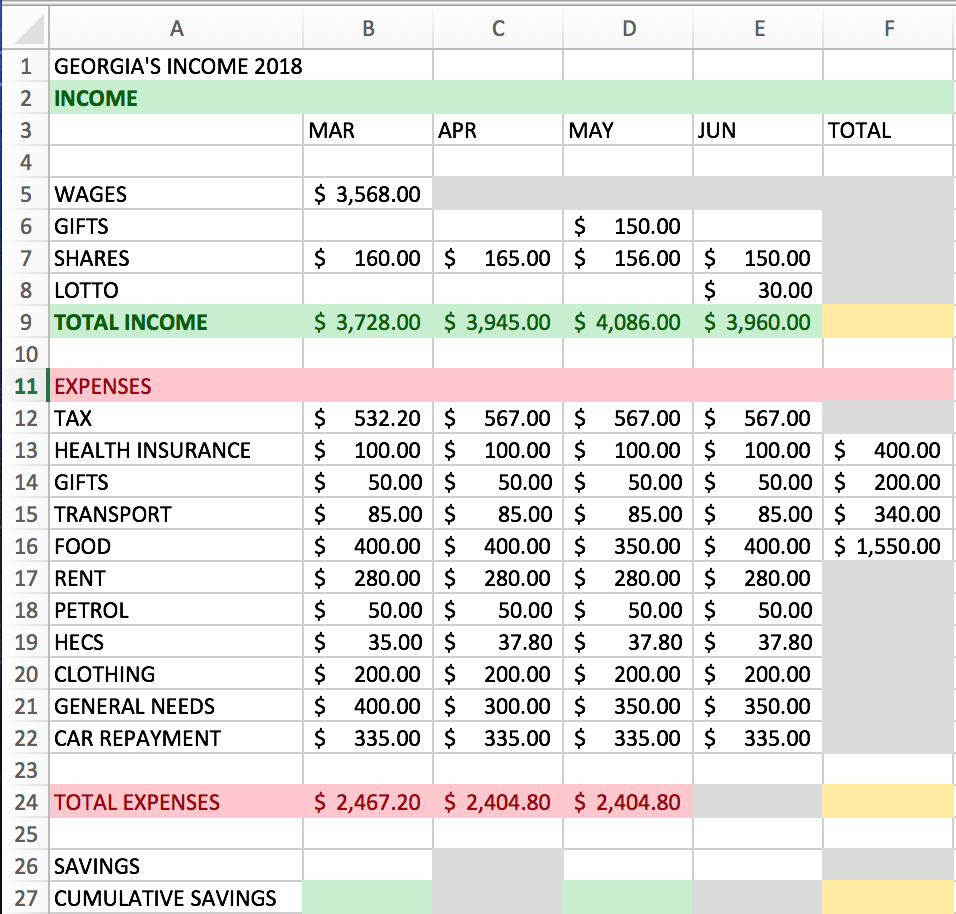 A B C D E F
1 GEORGIA'S INCOME 2018
2 INCOME
3 MAR APR MAY JUN TOTAL
4
5 WAGES $ 3,568.00
6 GIFTS $ 150.00
7 SHARES $ 160.00 $ 165.00 $ 156.00 $ 150.00
8 LOTTO $ 30.00
9 TOTAL INCOME $ 3,728.00 $ 3,945.00 $ 4,086.00 $ 3,960.00
10
11 EXPENSES
12 TAX $ 532.20 $ 567.00 $ 567.00 $ 567.00
13 HEALTH INSURANCE $ 100.00 $ 100.00 $ 100.00 $ 100.00 $ 400.00
14 GIFTS $ 50.00 $ 50.00 $ 50.00 $ 50.00 $ 200.00
15 TRANSPORT $ 85.00 $ 85.00 $ 85.00 $ 85.00 $ 340.00
16 FOOD $ 400.00 $ 400.00 $ 350.00 $ 400.00 $ 1,550.00
17 RENT $ 280.00 $ 280.00 $ 280.00 $ 280.00
18 PETROL $ 50.00 $ 50.00 $ 50.00 $ 50.00
19 HECS $ 35.00 $ 37.80 $ 37.80 $ 37.80
20 CLOTHING $ 200.00 $ 200.00 $ 200.00 $ 200.00
21 GENERAL NEEDS $ 400.00 $ 300.00 $ 350.00 $ 350.00
22 CAR REPAYMENT $ 335.00 $ 335.00 $ 335.00 $ 335.00
23
24 TOTAL EXPENSES $ 2,467.20 $ 2,404.80 $ 2,404.80
25
26 SAVINGS
27 CUMULATIVE SAVINGS